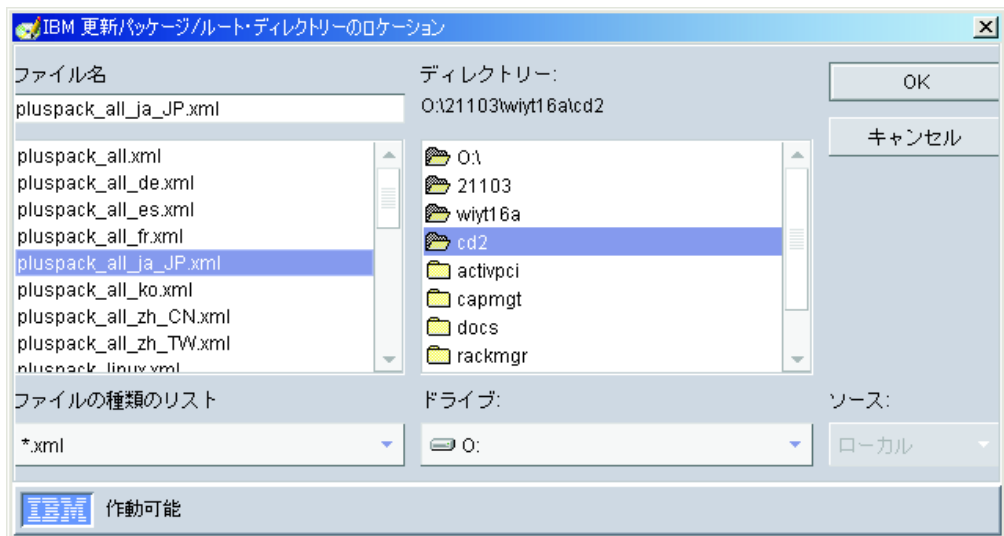 IBM 更新パッケージ/ルート・ディレクトリーのロケーション
ファイル名
pluspack_all_ja_JP.xml
pluspack_all.xml
pluspack_all_de.xml
pluspack_all_es.xml
pluspack_all_fr.xml
pluspack_all_ja_JP.xml
pluspack_all_ko.xml
pluspack_all_zh_CN.xml
pluspack_all_zh_TW.xml
pluspack_linux.xml
ファイルの種類のリスト
*.xml
ディレクトリー:
O:\21103\wiyt16a\cd2
O:\
21103
wiyt16a
cd2
activpci
capmgt
docs
rackmgr
ドライブ:
O:
OK
キャンセル
ソース:
ローカル
IBM 作動可能